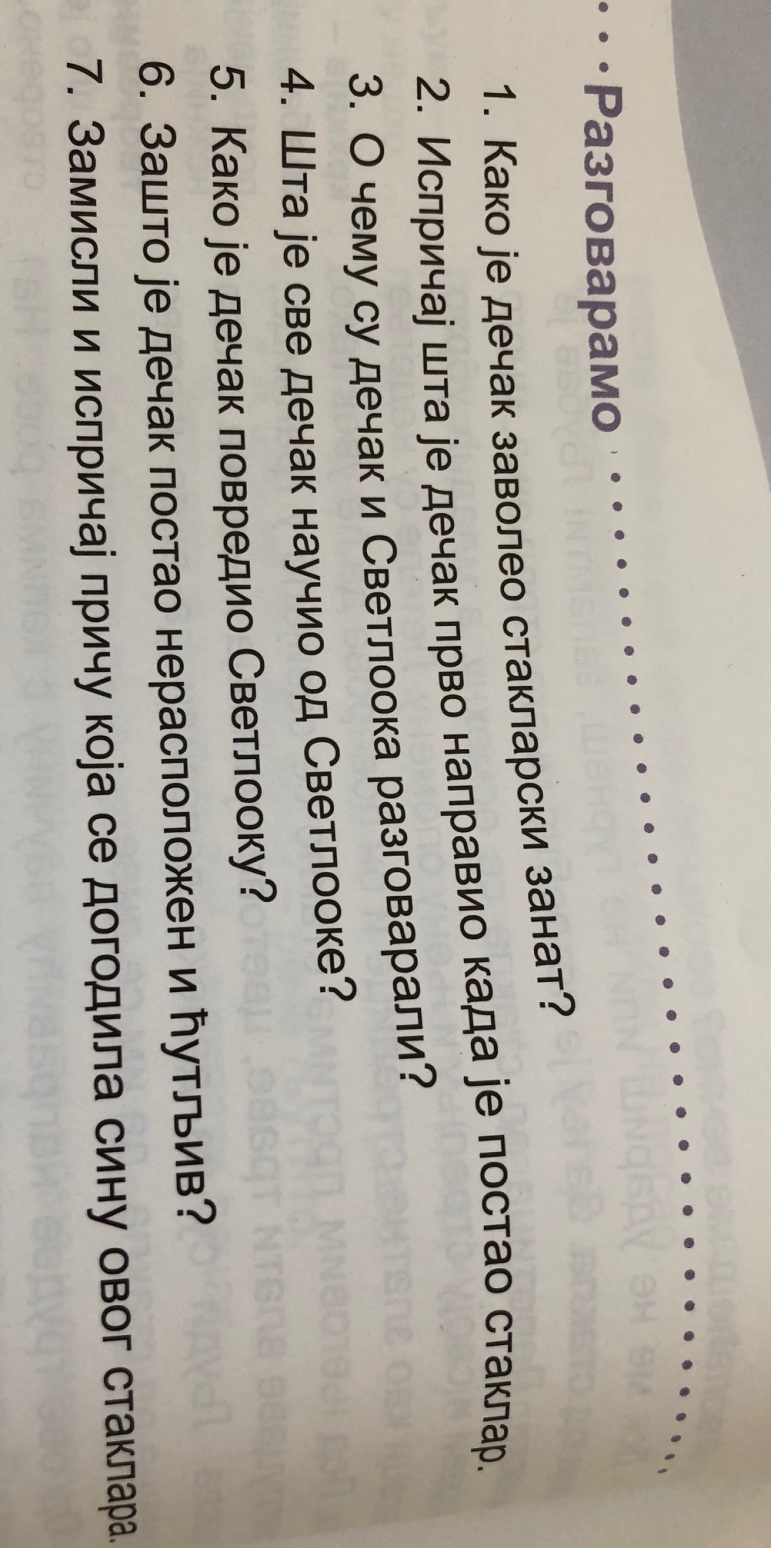 Разговарамо
1. Како је дечак заволео стакларски занат?
2. Испричај шта је дечак прво направио када је постао стаклар.
3. О чему су дечак и Светлоока разговарали?
4. Шта је све дечак научио од Светлооке?
5. Како је дечак повредио Светлооку?
6. Зашто је дечак постао нерасположен и ћутљив?
7. Замисли и испричај причу која се догодила сину овог стаклара.